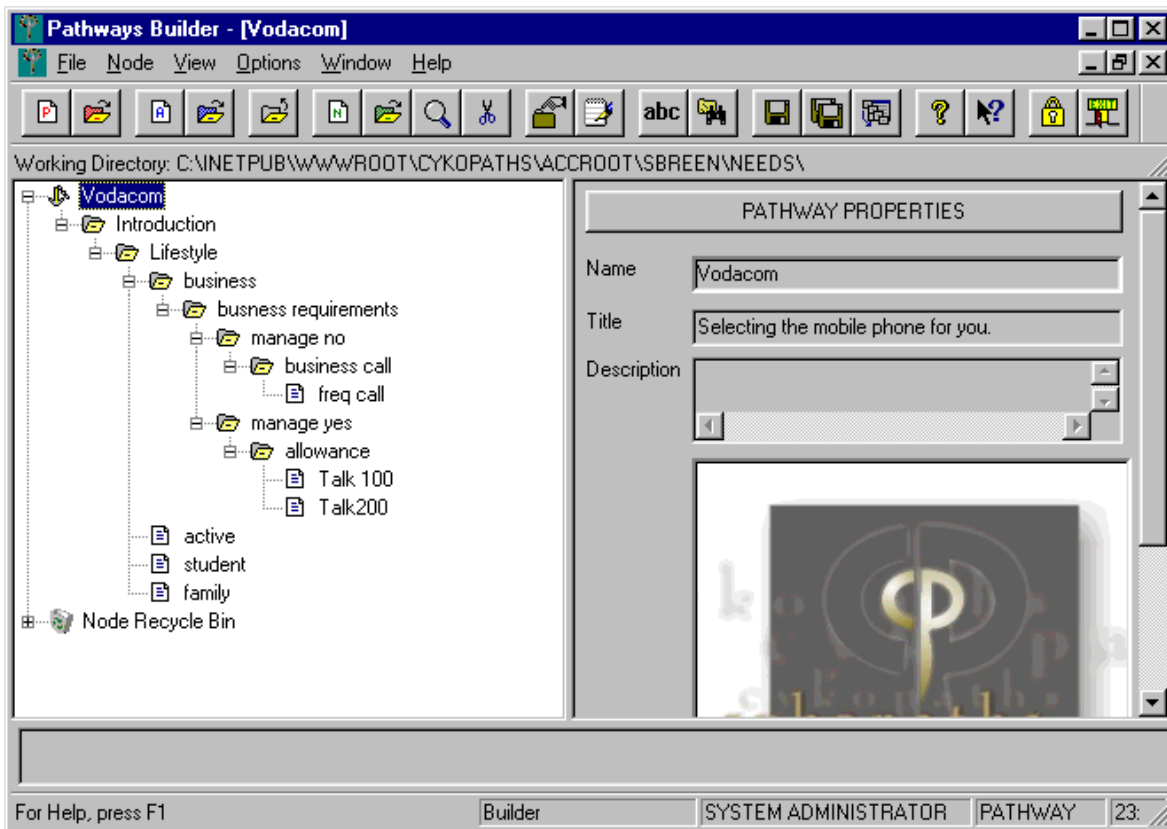 Pathways Builder - [Vodacom]
File Node View Options Window Help
P A N abc ? ? EXIT
Working Directory: C:\INETPUB\WWWROOT\CYKOPATHS\ACCROOT\SBREEN\NEEDS\
Vodacom
Introduction
Lifestyle
business
busness requirements
manage no
business call
freq call
manage yes
allowance
Talk 100
Talk200
active
student
family
Node Recycle Bin
PATHWAY PROPERTIES
Name Vodacom
Title Selecting the mobile phone for you.
Description
For Help, press F1 Builder SYSTEM ADMINISTRATOR PATHWAY 23: